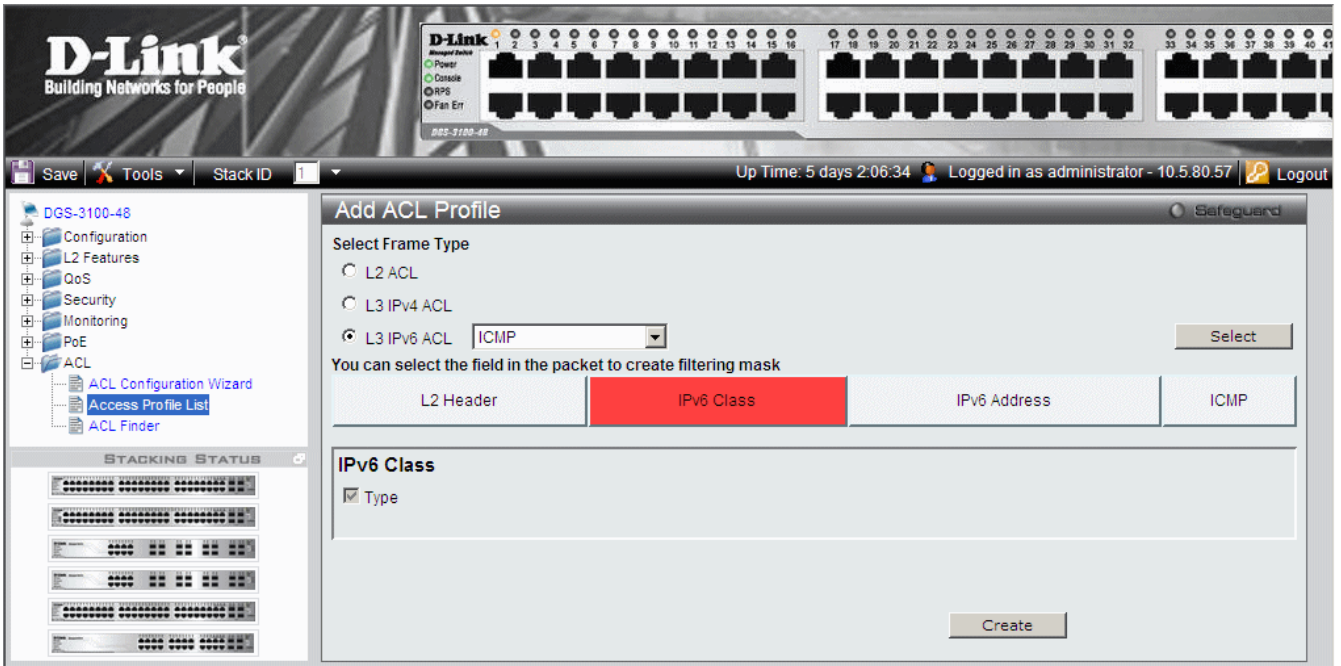 D-Link
Building Networks for People
D-Link
Managed Switch
Power
Console
RPS
Fan Err
1 2 3 4 5 6 7 8 9 10 11 12 13 14 15 16 17 18 19 20 21 22 23 24 25 26 27 28 29 30 31 32 33 34 35 36 37 38 39 40 41
DGS-3100-48
Save Tools Stack ID 1 Up Time: 5 days 2:06:34 Logged in as administrator - 10.5.80.57 Logout
DGS-3100-48
Configuration
L2 Features
QoS
Security
Monitoring
PoE
ACL
ACL Configuration Wizard
Access Profile List
ACL Finder
STACKING STATUS
Add ACL Profile Safeguard
Select Frame Type
L2 ACL
L3 IPv4 ACL
L3 IPv6 ACL ICMP Select
You can select the field in the packet to create filtering mask
L2 Header IPv6 Class IPv6 Address ICMP
IPv6 Class
Type
Create